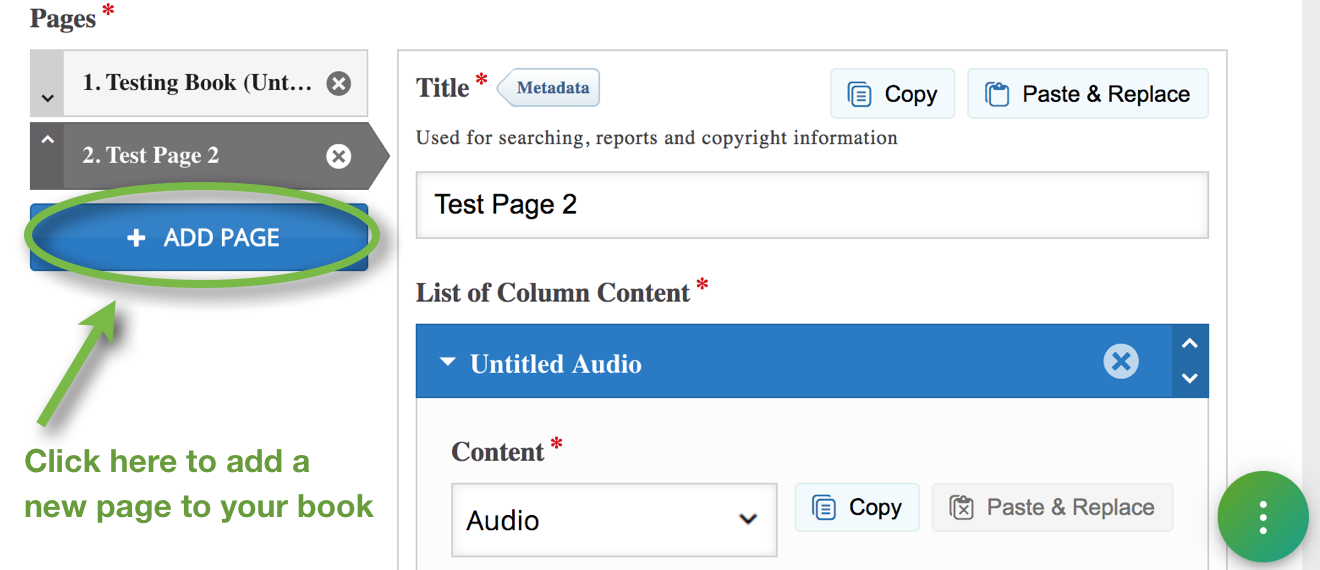 Pages *
1. Testing Book (Unt...
2. Test Page 2
+ ADD PAGE
Click here to add a
new page to your book
Title * Metadata
Copy Paste & Replace
Used for searching, reports and copyright information
Test Page 2
List of Column Content *
Untitled Audio
Content *
Audio
Copy Paste & Replace